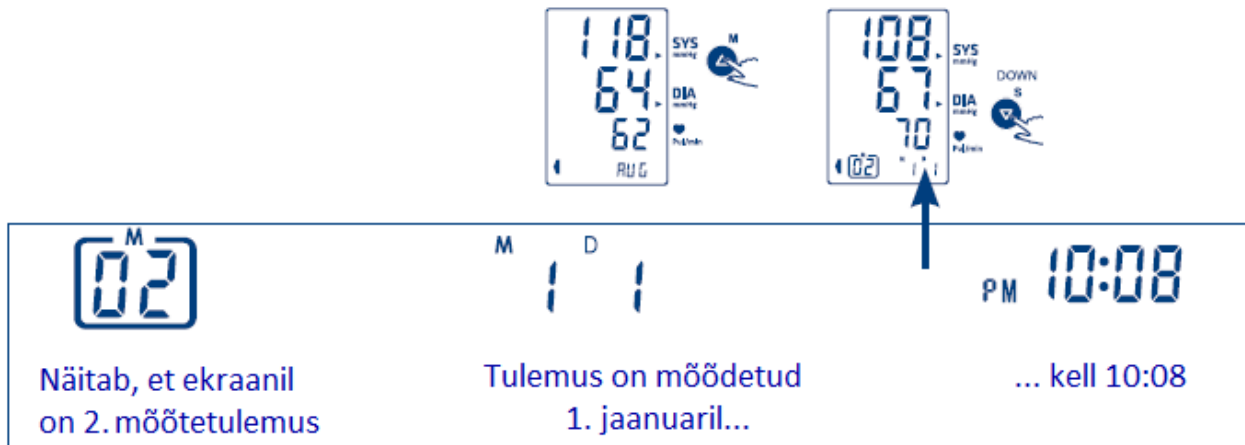 118
SYS
mmHg
M
64
DIA
mmHg
62
Pul/min
AUG
108
SYS
mmHg
67
DIA
mmHg
DOWN
S
70
Pul/min
02
1 1
M
02
M D
1 1
PM 10:08
Näitab, et ekraanil
on 2. mõõtetulemus
Tulemus on mõõdetud
1. jaanuaril...
... kell 10:08